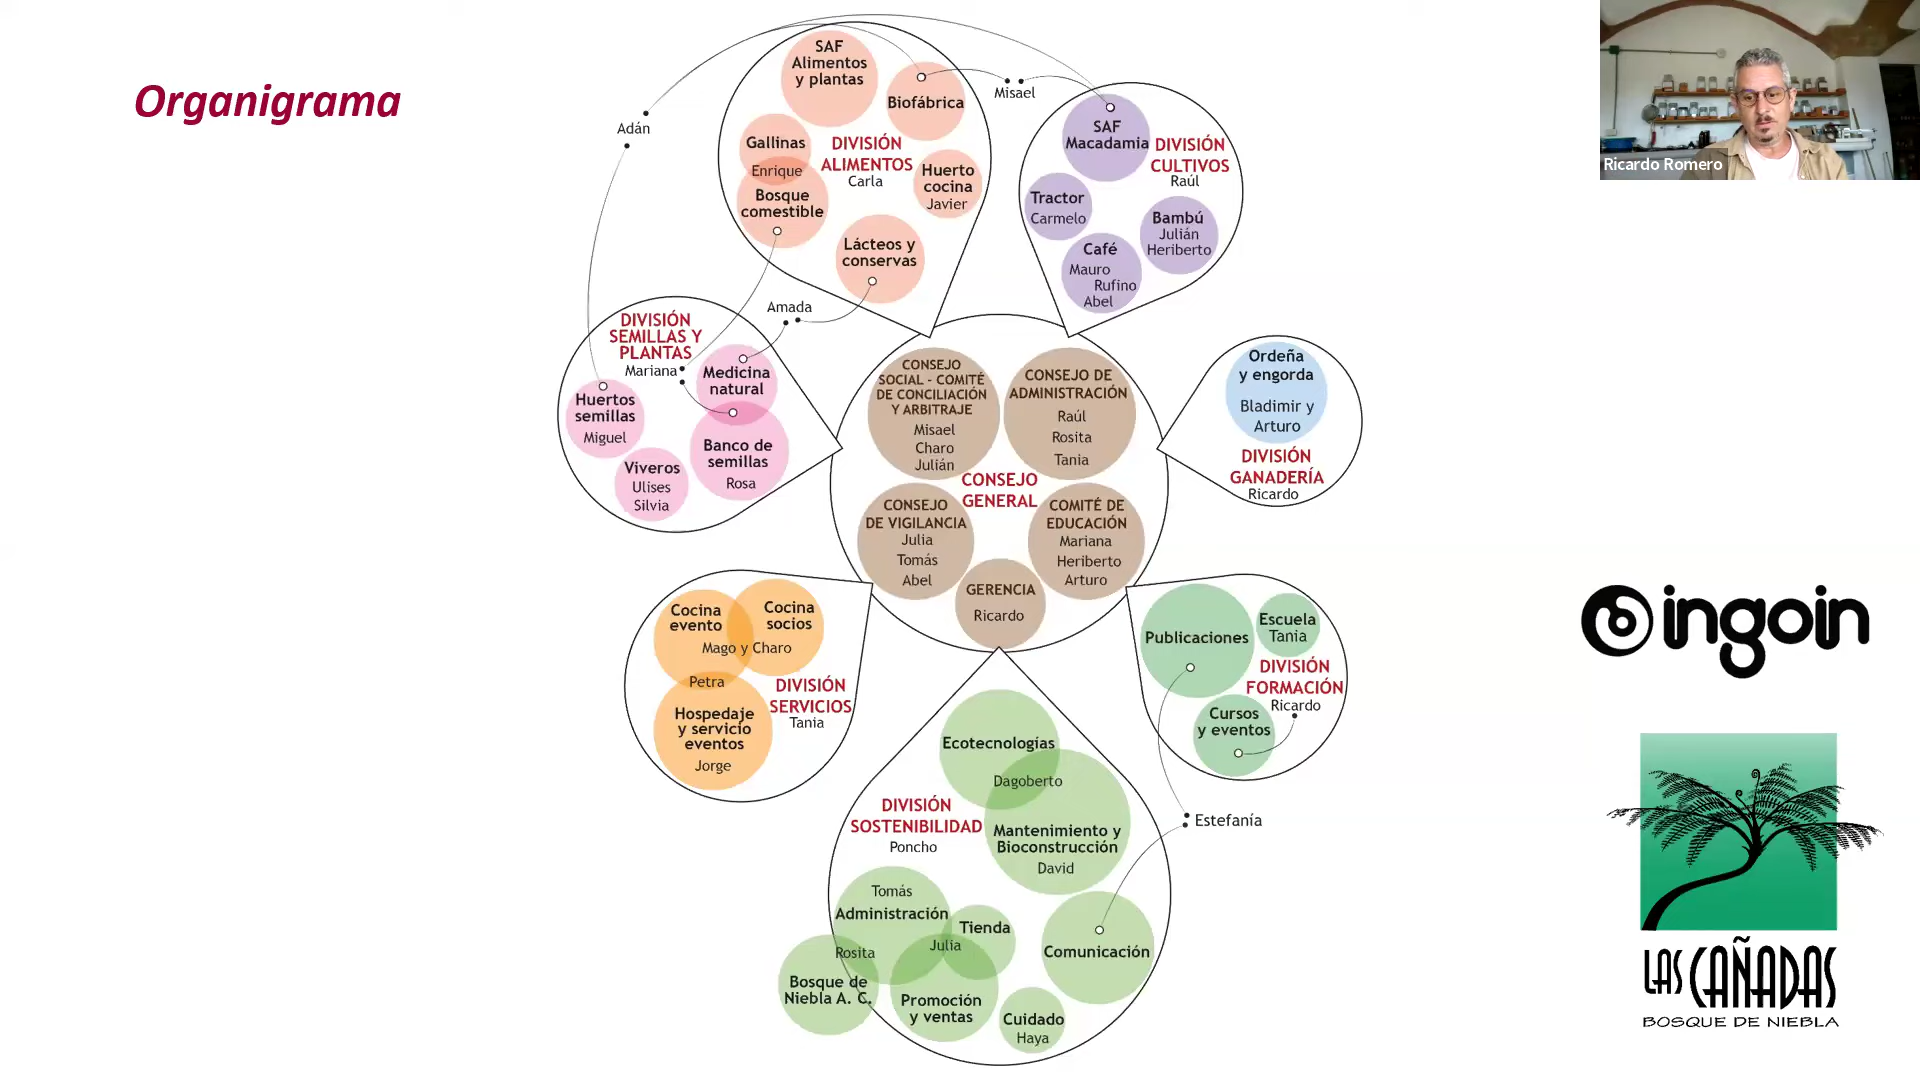 Organigrama
Ricardo Romero
Adán
Misael
Amada
SAF
Alimentos
y plantas
Biofábrica
Gallinas
Enrique
Bosque
comestible
DIVISIÓN
ALIMENTOS
Carla
Huerto
cocina
Javier
Lácteos y
conservas
SAF
Macadamia
DIVISIÓN
CULTIVOS
Raúl
Tractor
Carmelo
Bambú
Julián
Heriberto
Café
Mauro
Rufino
Abel
DIVISIÓN
SEMILLAS Y
PLANTAS
Mariana
Medicina
natural
Huertos
semillas
Miguel
Viveros
Ulises
Silvia
Banco de
semillas
Rosa
CONSEJO
SOCIAL - COMITÉ
DE CONCILIACIÓN
Y ARBITRAJE
Misael
Charo
Julián
CONSEJO DE
ADMINISTRACIÓN
Raúl
Rosita
Tania
CONSEJO
GENERAL
CONSEJO
DE VIGILANCIA
Julia
Tomás
Abel
COMITÉ DE
EDUCACIÓN
Mariana
Heriberto
Arturo
GERENCIA
Ricardo
Ordeña
y engorda
Bladimir y
Arturo
DIVISIÓN
GANADERÍA
Ricardo
Cocina
evento
Cocina
socios
Mago y Charo
Petra
Hospedaje
y servicio
eventos
Jorge
DIVISIÓN
SERVICIOS
Tania
Publicaciones
Escuela
Tania
DIVISIÓN
FORMACIÓN
Ricardo
Cursos
y eventos
Estefanía
Ecotecnologías
Dagoberto
DIVISIÓN
SOSTENIBILIDAD
Poncho
Mantenimiento y
Bioconstrucción
David
Tomás
Administración
Rosita
Julia
Tienda
Comunicación
Bosque de
Niebla A. C.
Promoción
y ventas
Cuidado
Haya
ingoin
LAS CAÑADAS
BOSQUE DE NIEBLA